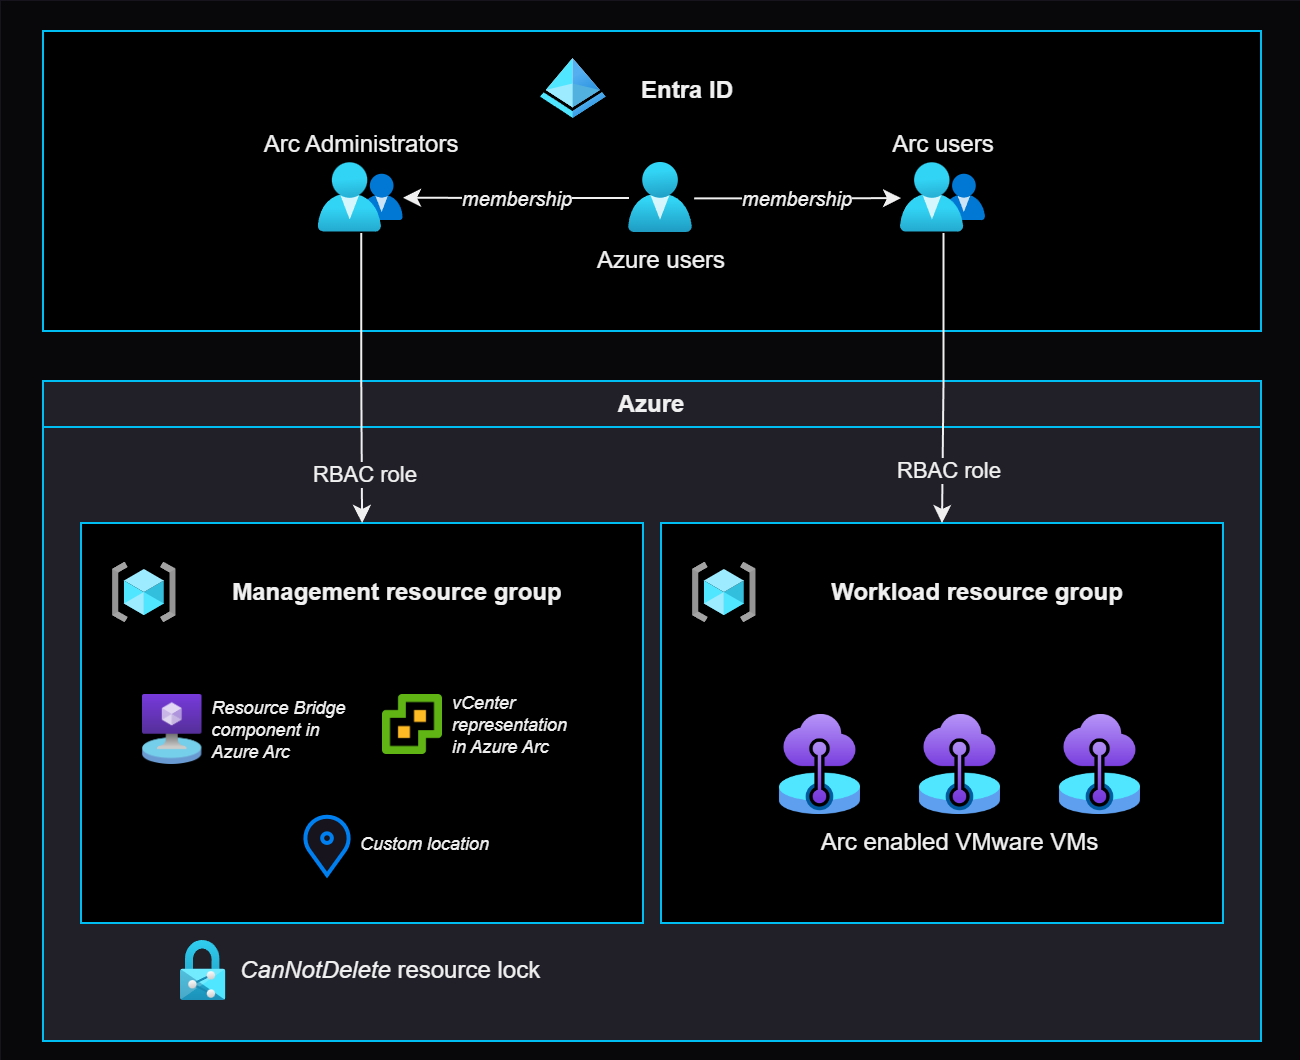 Entra ID
Arc Administrators
Arc users
membership
membership
Azure users
Azure
RBAC role
RBAC role
Management resource group
Resource Bridge
component in
Azure Arc
vCenter
representation
in Azure Arc
Custom location
Workload resource group
Arc enabled VMware VMs
CanNotDelete resource lock